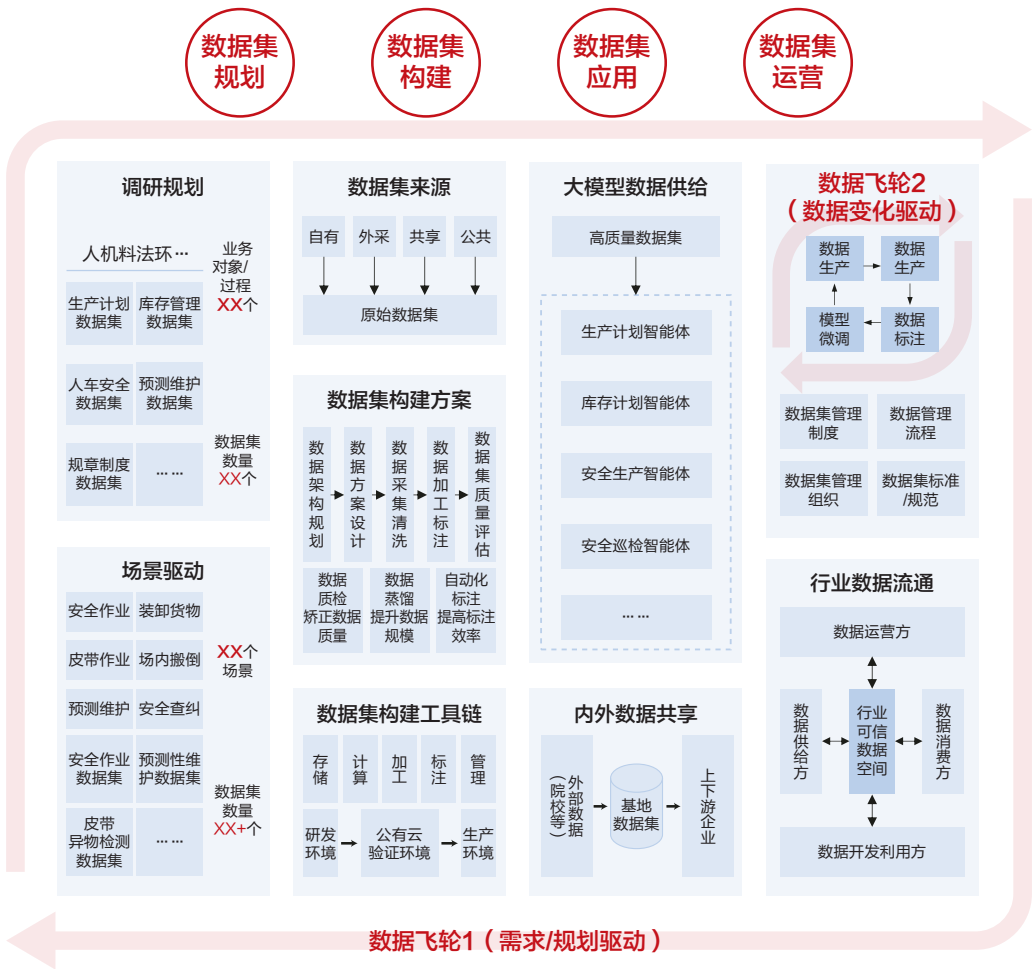 数据集
规划
数据集
构建
数据集
应用
数据集
运营
调研规划
人机料法环 ...
业务
对象/
过程
XX个
生产计划
数据集
库存管理
数据集
人车安全
数据集
预测维护
数据集
规章制度
数据集
... ...
数据集
数量
XX个
场景驱动
安全作业
装卸货物
皮带作业
场内搬倒
XX个
场景
预测维护
安全查纠
安全作业
数据集
预测性维
护数据集
皮带
异物检测
数据集
... ...
数据集
数量
XX+个
数据集来源
自有
外采
共享
公共
原始数据集
数据集构建方案
数据架构规划
数据方案设计
数据采集清洗
数据加工标注
数据集质量评估
数据
质检
矫正数据
质量
数据
蒸馏
提升数据
规模
自动化
标注
提高标注
效率
数据集构建工具链
存储
计算
加工
标注
管理
研发
环境
公有云
验证环境
生产
环境
大模型数据供给
高质量数据集
生产计划智能体
库存计划智能体
安全生产智能体
安全巡检智能体
... ...
内外数据共享
外部数据
(院校等)
基地
数据集
上下游企业
数据飞轮2
（数据变化驱动）
数据
生产
数据
生产
模型
微调
数据
标注
数据集管理
制度
数据管理
流程
数据集管理
组织
数据集标准
/规范
行业数据流通
数据运营方
数据供给方
行业
可信
数据
空间
数据消费方
数据开发利用方
数据飞轮1（需求/规划驱动）